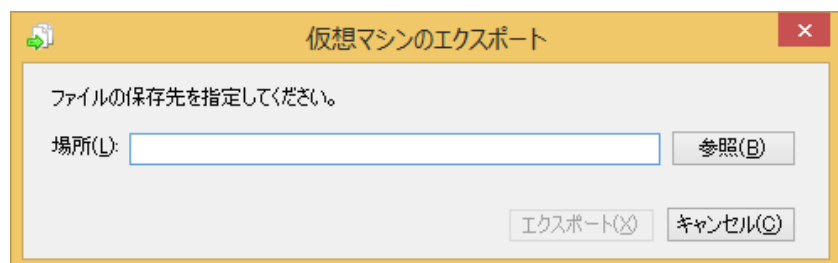 仮想マシンのエクスポート
ファイルの保存先を指定してください。
場所(L):
参照(B)
エクスポート(X)
キャンセル(C)